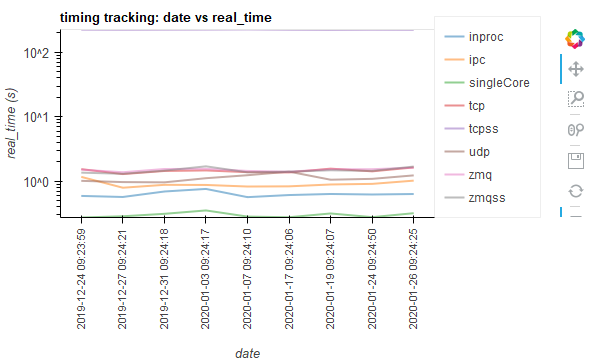 timing tracking: date vs real_time
real_time (s)
10^2
10^1
10^0
2019-12-24 09:23:59
2019-12-27 09:24:21
2019-12-31 09:24:18
2020-01-03 09:24:17
2020-01-10 09:24:10
2020-01-17 09:24:06
2020-01-19 09:24:07
2020-01-24 09:24:50
2020-01-26 09:24:25
date
inproc
ipc
singleCore
tcp
tcpss
udp
zmq
zmqss